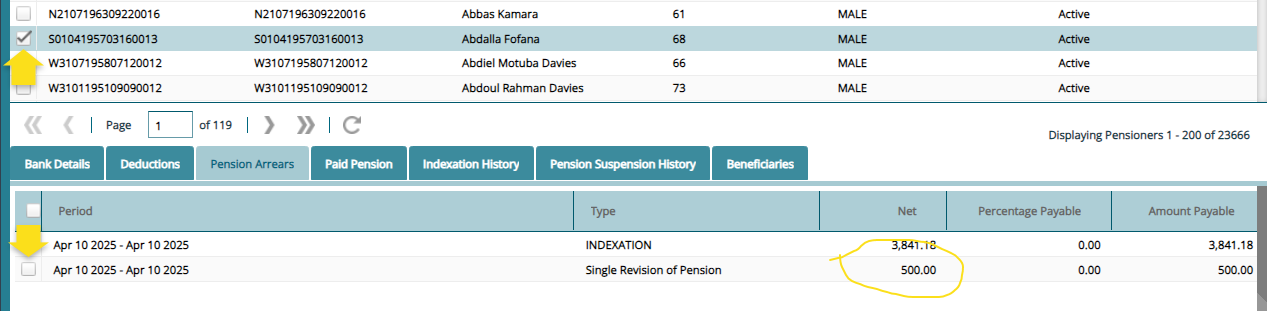 N2107196309220016 N2107196309220016 Abbas Kamara 61 MALE Active
S0104195703160013 S0104195703160013 Abdalla Fofana 68 MALE Active
W3107195807120012 W3107195807120012 Abdiel Motuba Davies 66 MALE Active
W3101195109090012 W3101195109090012 Abdoul Rahman Davies 73 MALE Active
Page 1 of 119 Displaying Pensioners 1 - 200 of 23666
Bank Details Deductions Pension Arrears Paid Pension Indexation History Pension Suspension History Beneficiaries
Period Type Net Percentage Payable Amount Payable
Apr 10 2025 - Apr 10 2025 INDEXATION 3,841.18 0.00 3,841.18
Apr 10 2025 - Apr 10 2025 Single Revision of Pension 500.00 0.00 500.00